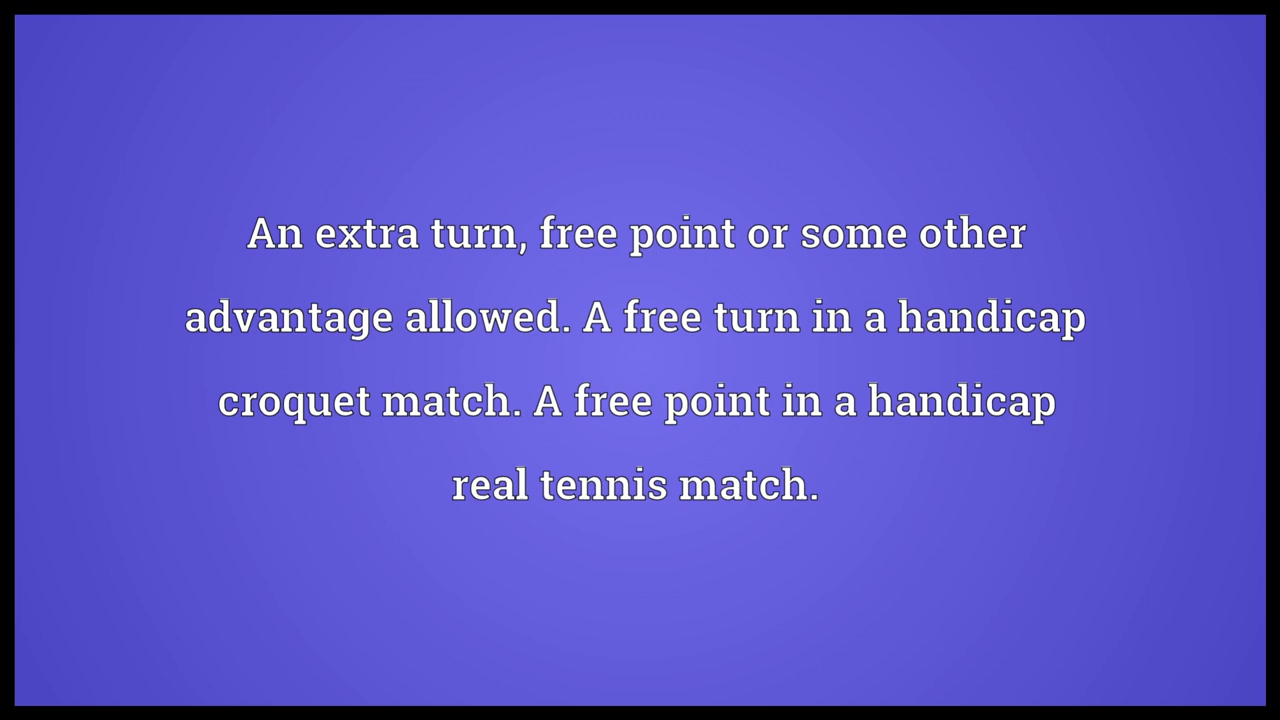 An extra turn, free point or some other
advantage allowed. A free turn in a handicap
croquet match. A free point in a handicap
real tennis match.